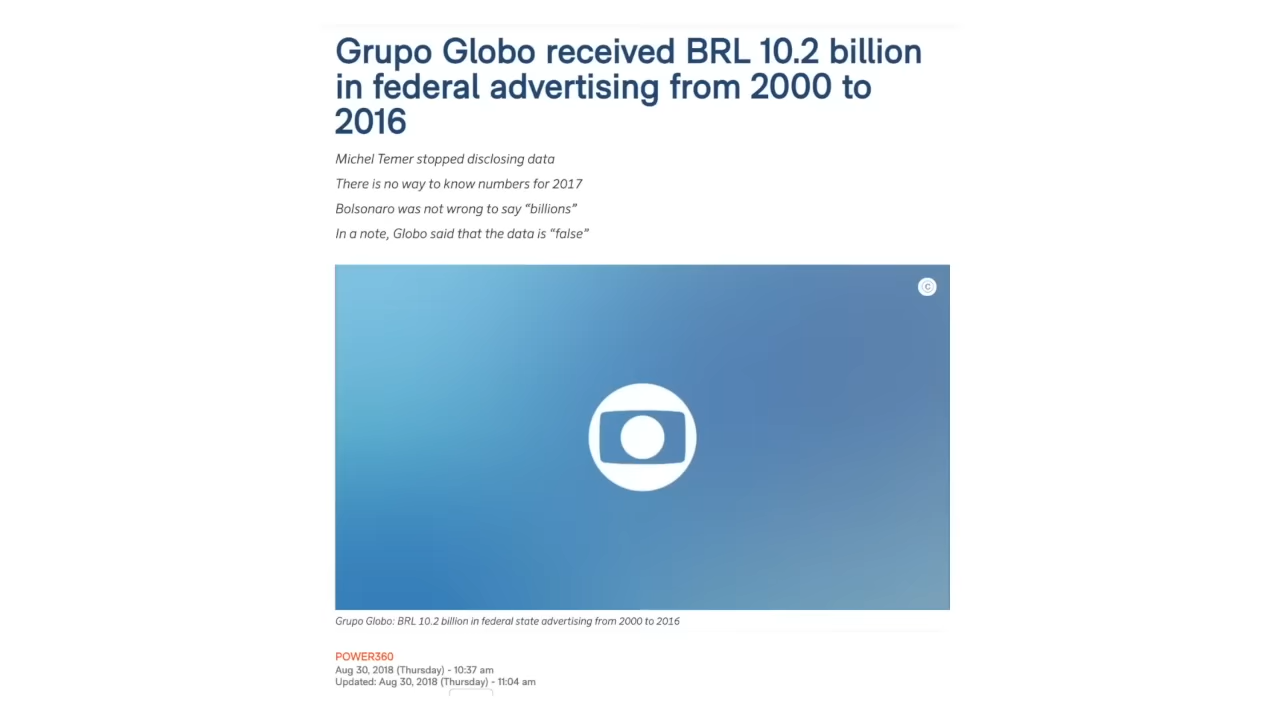 Grupo Globo received BRL 10.2 billion
in federal advertising from 2000 to
2016
Michel Temer stopped disclosing data
There is no way to know numbers for 2017
Bolsonaro was not wrong to say “billions”
In a note, Globo said that the data is “false”
C
Grupo Globo: BRL 10.2 billion in federal state advertising from 2000 to 2016
POWER360
Aug 30, 2018 (Thursday) - 10:37 am
Updated: Aug 30, 2018 (Thursday) - 11:04 am